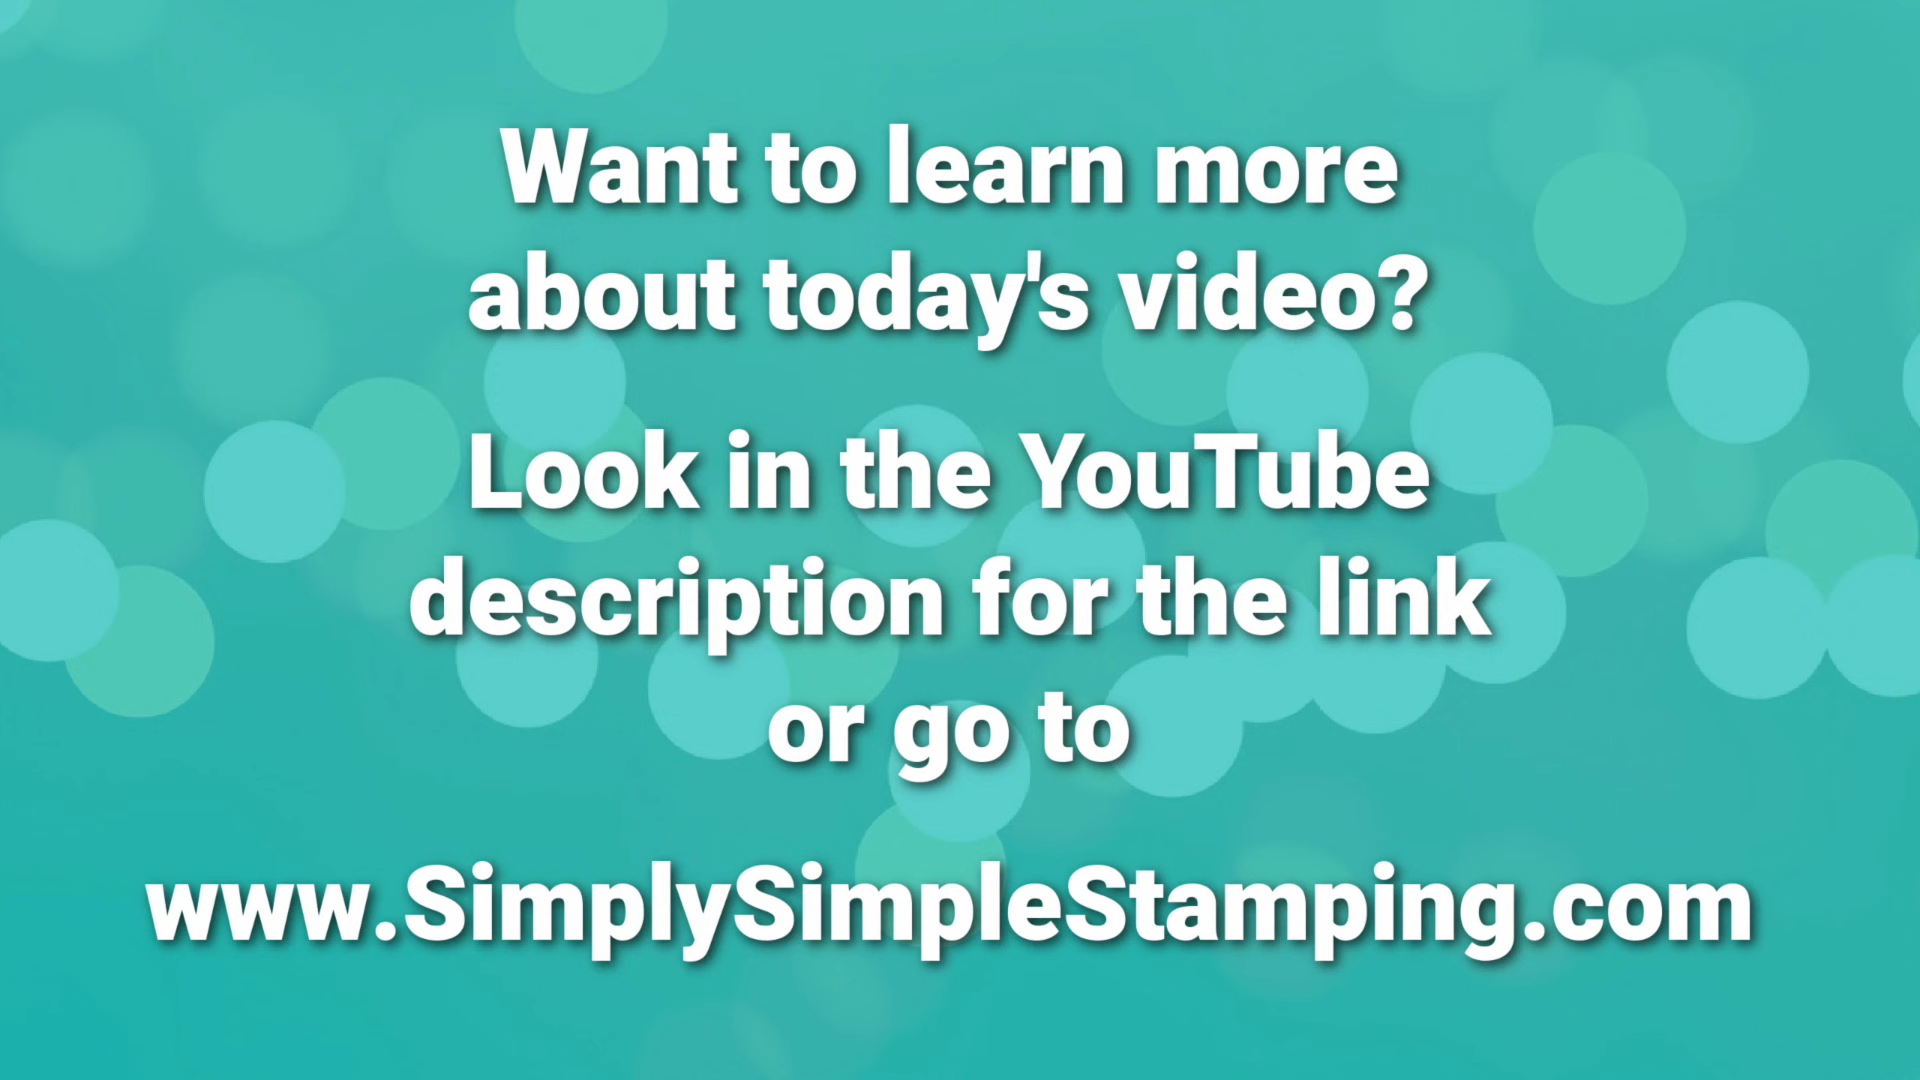 Want to learn more
about today's video?
Look in the YouTube
description for the link
or go to
www.SimplySimpleStamping.com